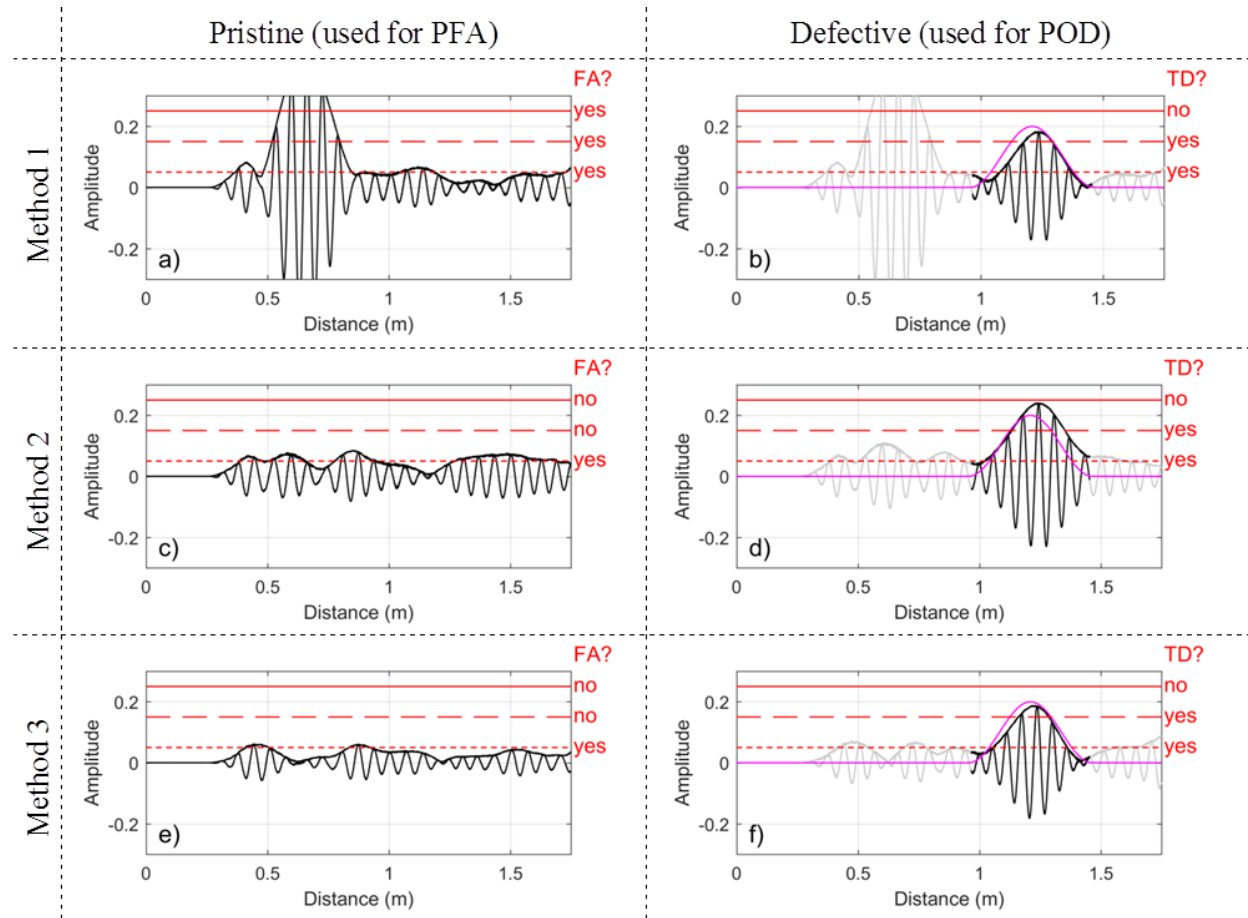 Pristine (used for PFA)
Defective (used for POD)
Method 1
FA?
yes
yes
yes
0.2
0
-0.2
Amplitude
a)
0
0.5
1
1.5
Distance (m)
TD?
no
yes
yes
0.2
0
-0.2
Amplitude
b)
0
0.5
1
1.5
Distance (m)
Method 2
FA?
no
no
yes
0.2
0
-0.2
Amplitude
c)
0
0.5
1
1.5
Distance (m)
TD?
no
yes
yes
0.2
0
-0.2
Amplitude
d)
0
0.5
1
1.5
Distance (m)
Method 3
FA?
no
no
yes
0.2
0
-0.2
Amplitude
e)
0
0.5
1
1.5
Distance (m)
TD?
no
yes
yes
0.2
0
-0.2
Amplitude
f)
0
0.5
1
1.5
Distance (m)